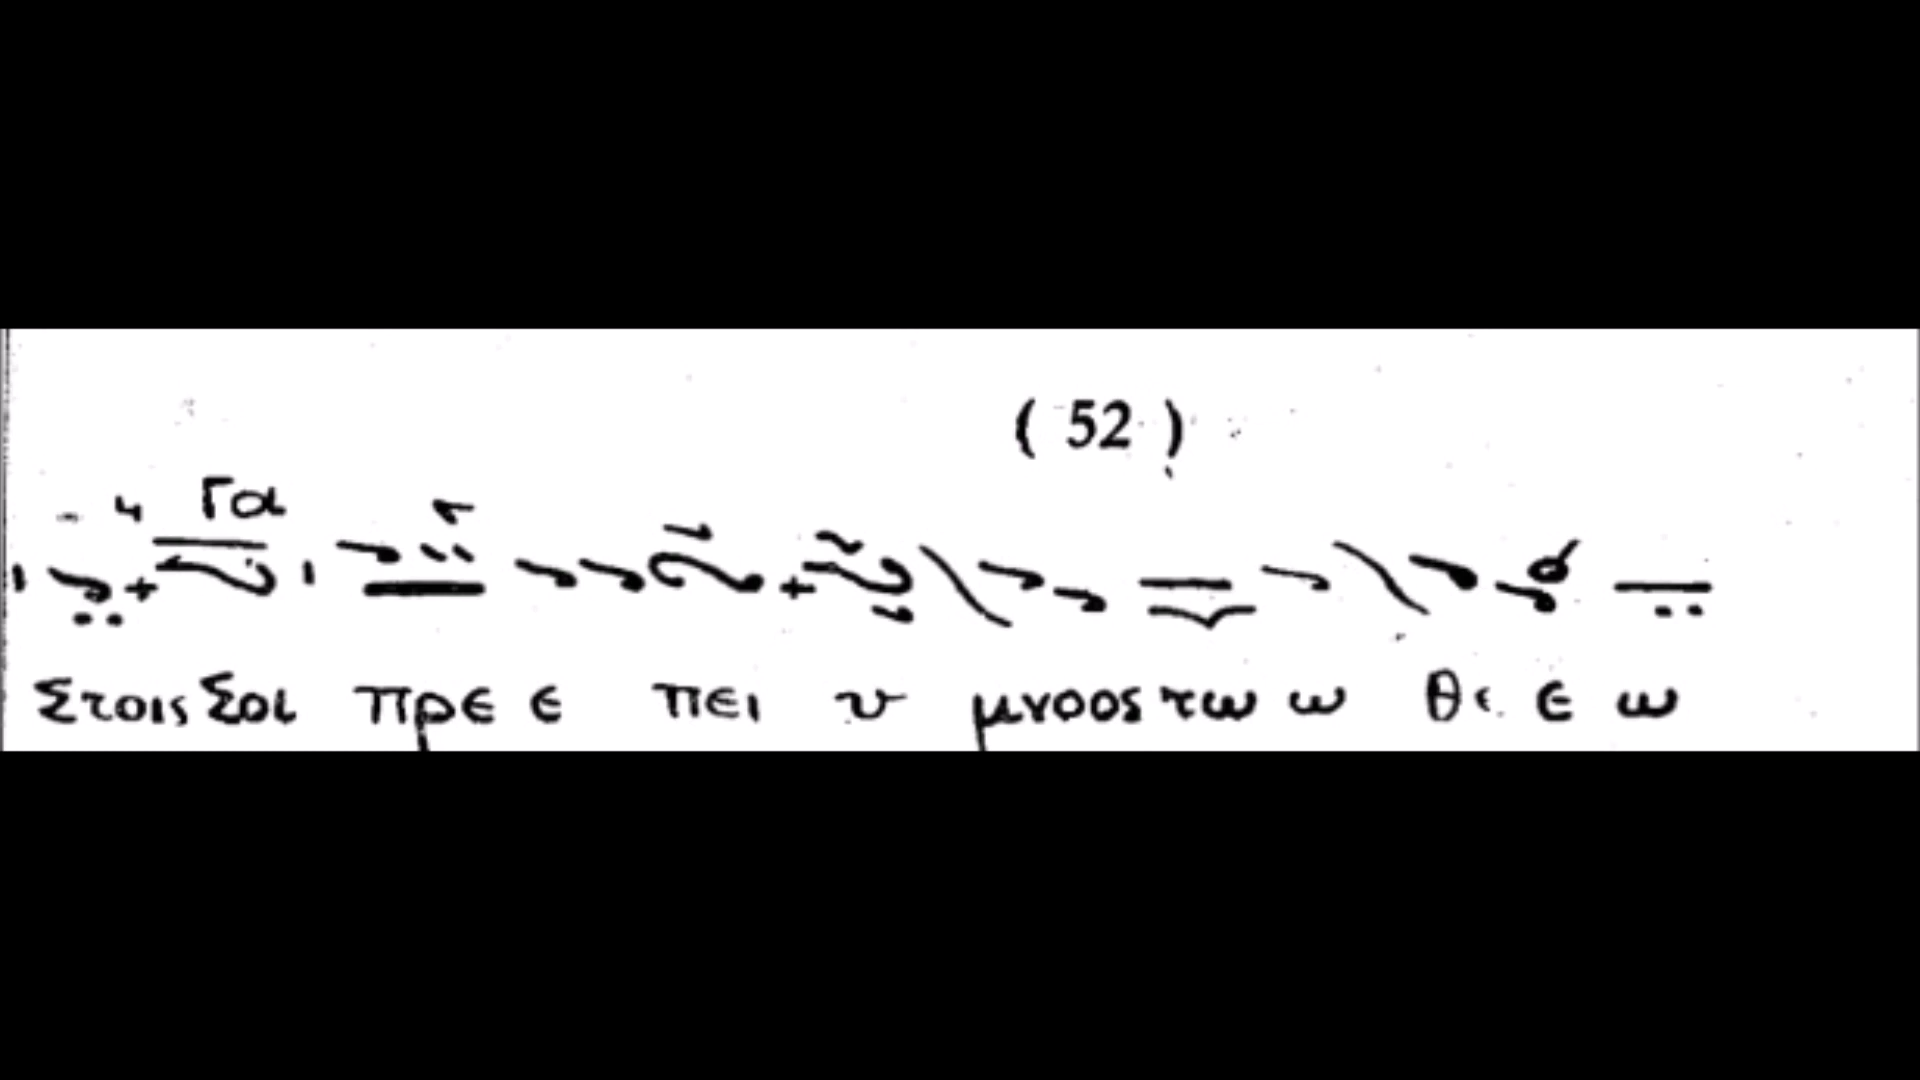 ( 52 )
Γα
Στοις Σοι πρε ε πει υ μνοος τω ω θε ε ω